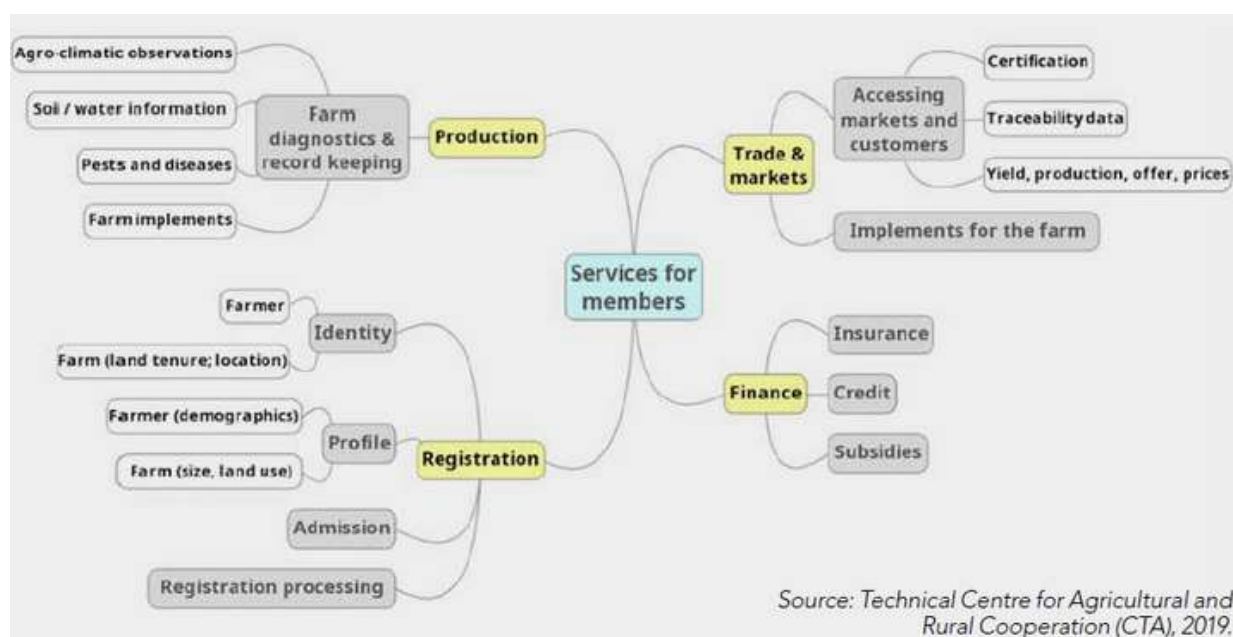 Agro-climatic observations
Soil / water information
Pests and diseases
Farm implements
Farm
diagnostics &
record keeping
Production
Services for
members
Trade &
markets
Accessing
markets and
customers
Certification
Traceability data
Yield, production, offer, prices
Implements for the farm
Farmer
Farm (land tenure; location)
Identity
Farmer (demographics)
Farm (size, land use)
Profile
Registration
Admission
Registration processing
Finance
Insurance
Credit
Subsidies
Source: Technical Centre for Agricultural and
Rural Cooperation (CTA), 2019.